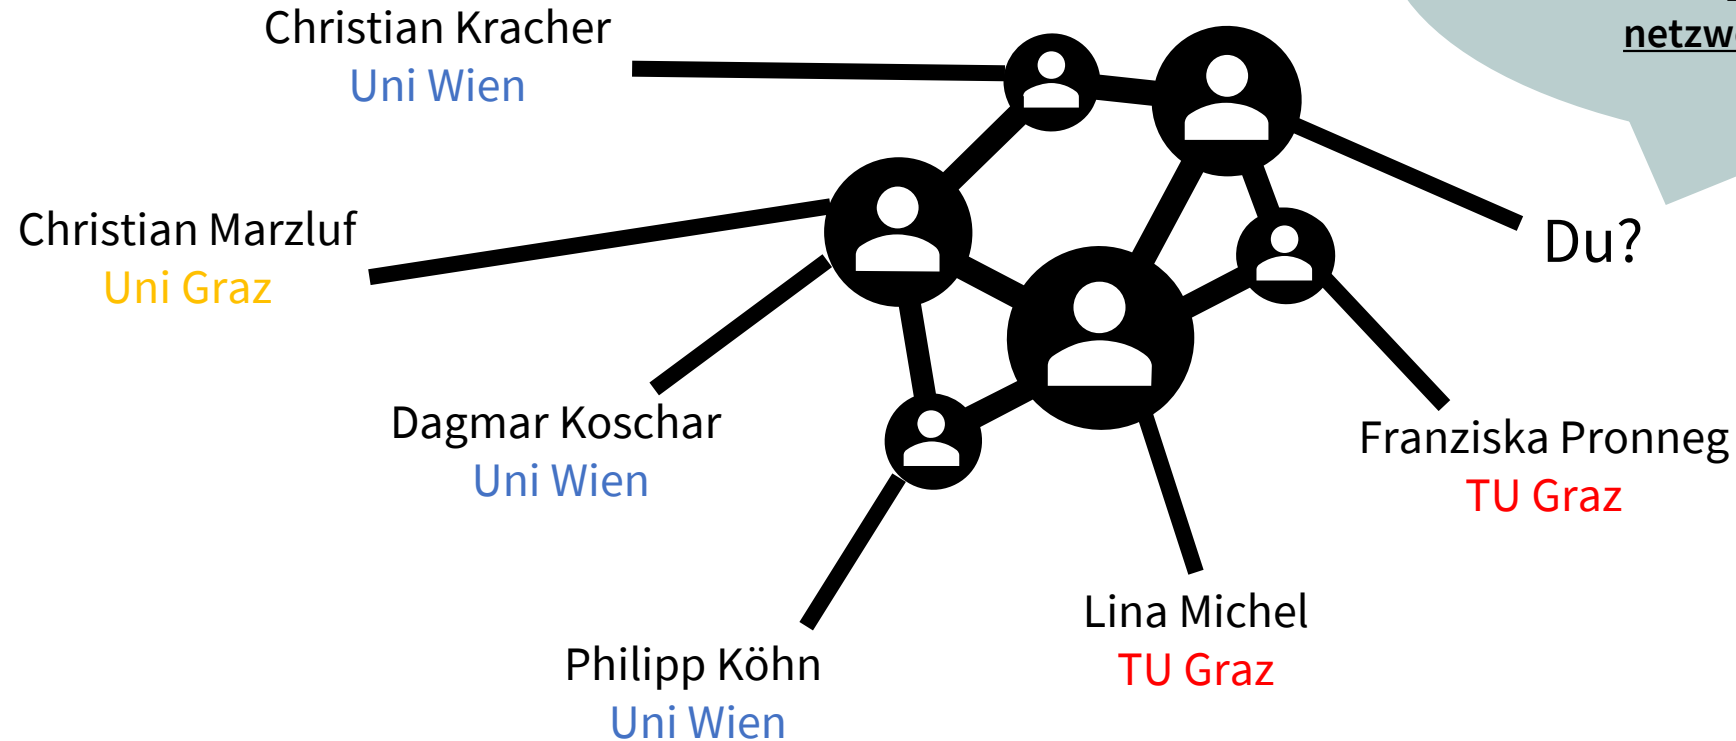 Christian Kracher
Uni Wien
Christian Marzluf
Uni Graz
Du?
Dagmar Koschar
Uni Wien
Franziska Pronneg
TU Graz
Lina Michel
TU Graz
Philipp Köhn
Uni Wien